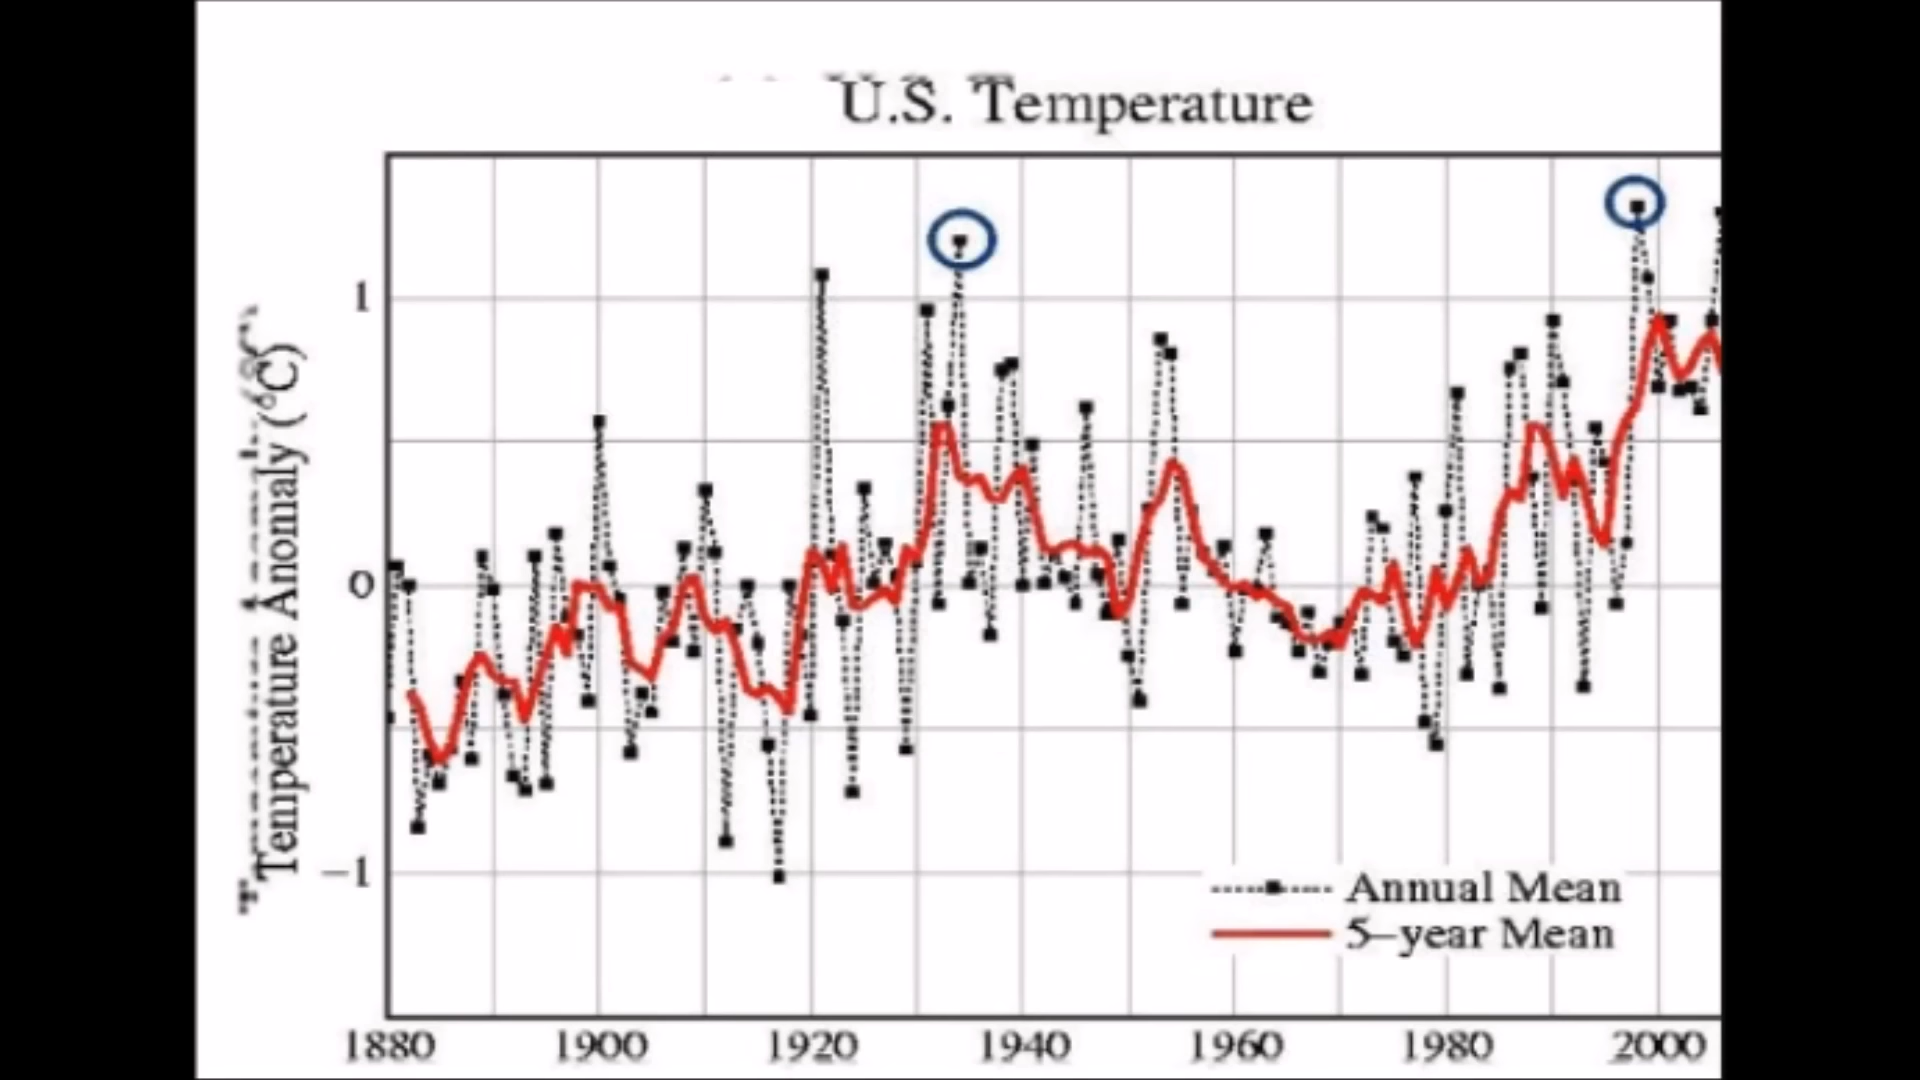 U.S. Temperature
Temperature Anomaly (°C)
1
0
−1
Annual Mean
5−year Mean
1880 1900 1920 1940 1960 1980 2000